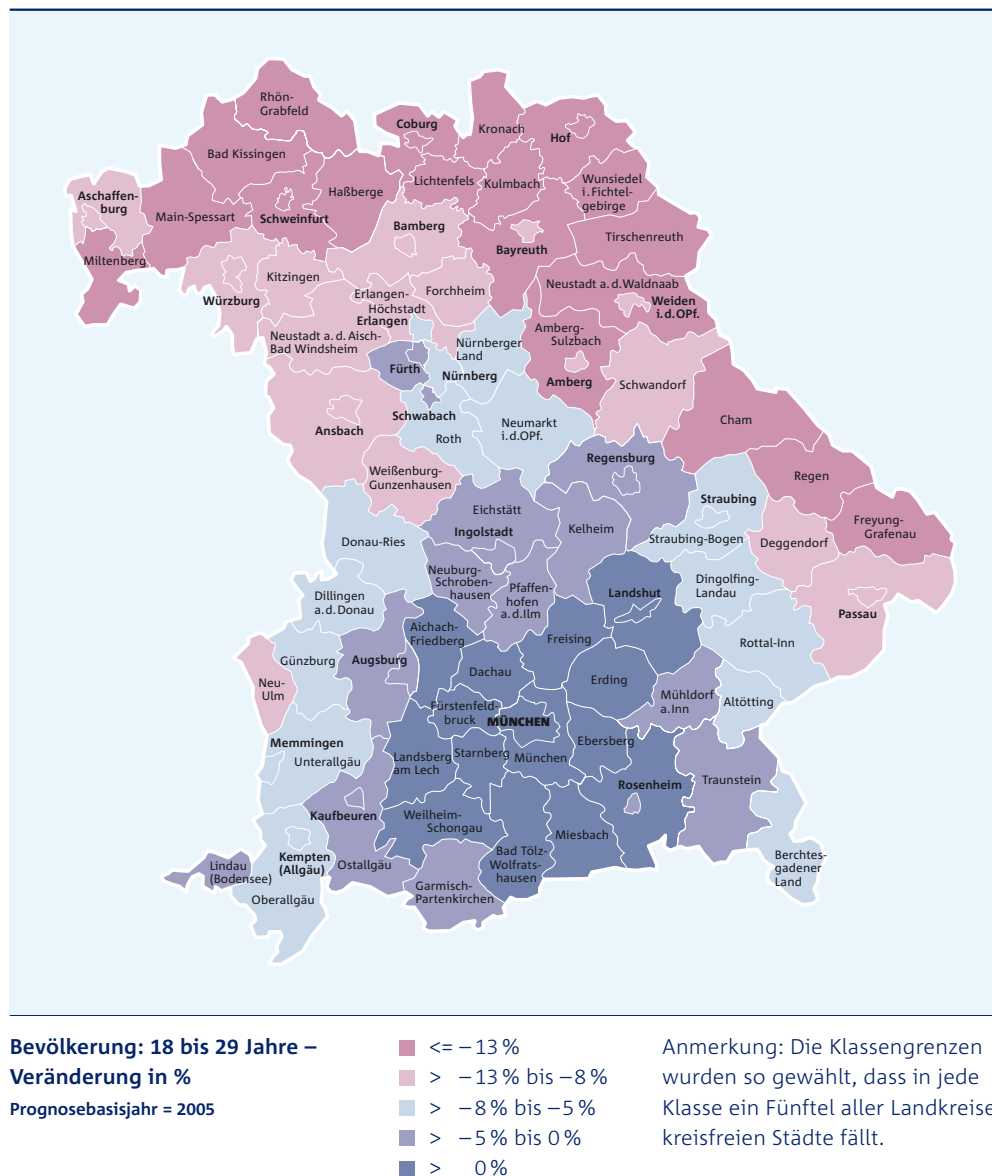 Rhön-
Grabfeld
Coburg
Kronach
Hof
Bad Kissingen
Lichtenfels
Kulmbach
Wunsiedel
i. Fichtel-
gebirge
Aschaffen-
burg
Main-Spessart
Schweinfurt
Haßberge
Bamberg
Bayreuth
Tirschenreuth
Miltenberg
Würzburg
Kitzingen
Erlangen-
Höchstadt
Erlangen
Forchheim
Neustadt a. d. Waldnaab
Weiden
i. d. OPf.
Neustadt a. d. Aisch-
Bad Windsheim
Fürth
Nürnberger
Land
Nürnberg
Amberg-
Sulzbach
Amberg
Schwandorf
Ansbach
Schwabach
Roth
Neumarkt
i. d. OPf.
Cham
Weißenburg-
Gunzenhausen
Regensburg
Regen
Straubing
Eichstätt
Ingolstadt
Kelheim
Straubing-Bogen
Deggendorf
Freyung-
Grafenau
Donau-Ries
Neuburg-
Schroben-
hausen
Pfaffen-
hofen
a. d. Ilm
Landshut
Dingolfing-
Landau
Passau
Dillingen
a. d. Donau
Aichach-
Friedberg
Freising
Rottal-Inn
Günzburg
Augsburg
Dachau
Erding
Neu-
Ulm
Fürstenfeld-
bruck
MÜNCHEN
Mühldorf
a. Inn
Altötting
Memmingen
Unterallgäu
Landsberg
am Lech
Starnberg
München
Ebersberg
Traunstein
Kaufbeuren
Weilheim-
Schongau
Rosenheim
Miesbach
Bad Tölz-
Wolfrats-
hausen
Lindau
(Bodensee)
Kempten
(Allgäu)
Ostallgäu
Oberallgäu
Garmisch-
Partenkirchen
Berchtes-
gadener
Land
Bevölkerung: 18 bis 29 Jahre –
Veränderung in %
Prognosebasisjahr = 2005
<= –13 %
> –13 % bis –8 %
> –8 % bis –5 %
> –5 % bis 0 %
> 0 %
Anmerkung: Die Klassengrenzen
wurden so gewählt, dass in jede
Klasse ein Fünftel aller Landkreise
kreisfreien Städte fällt.